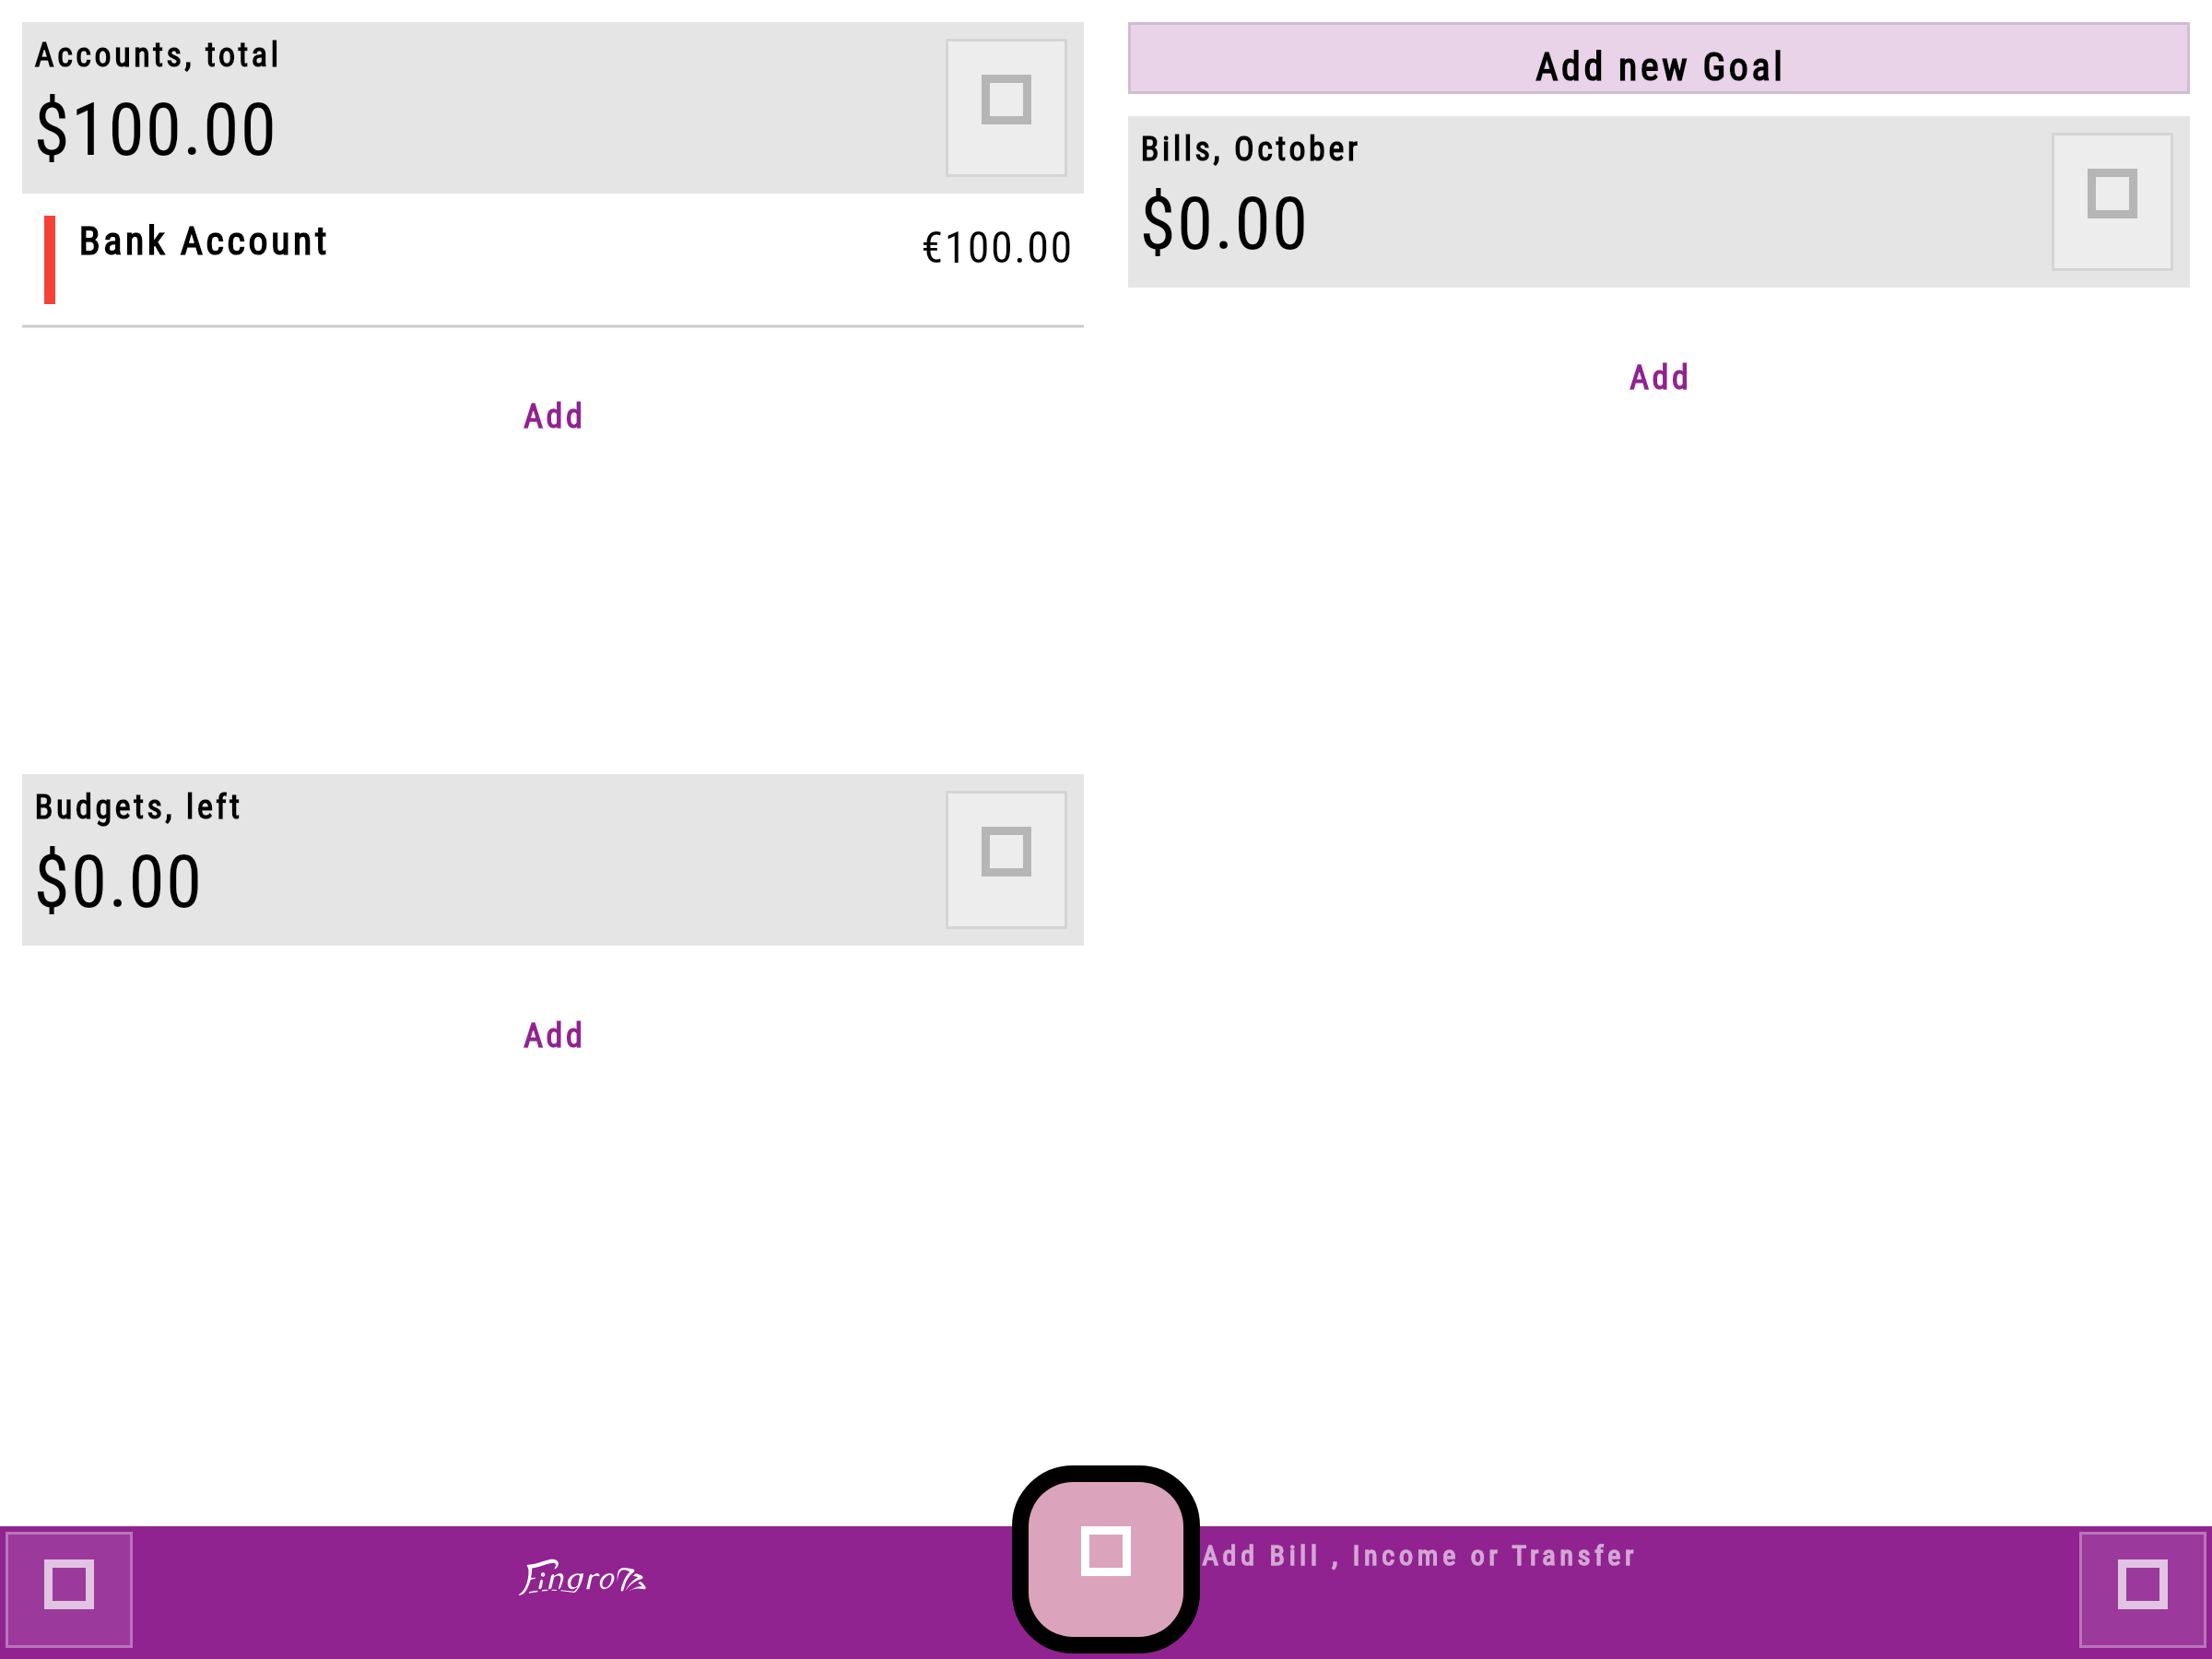 Accounts, total
$100.00
Bank Account
€100.00
Add
Budgets, left
$0.00
Add
Add new Goal
Bills, October
$0.00
Add
Add Bill , Income or Transfer